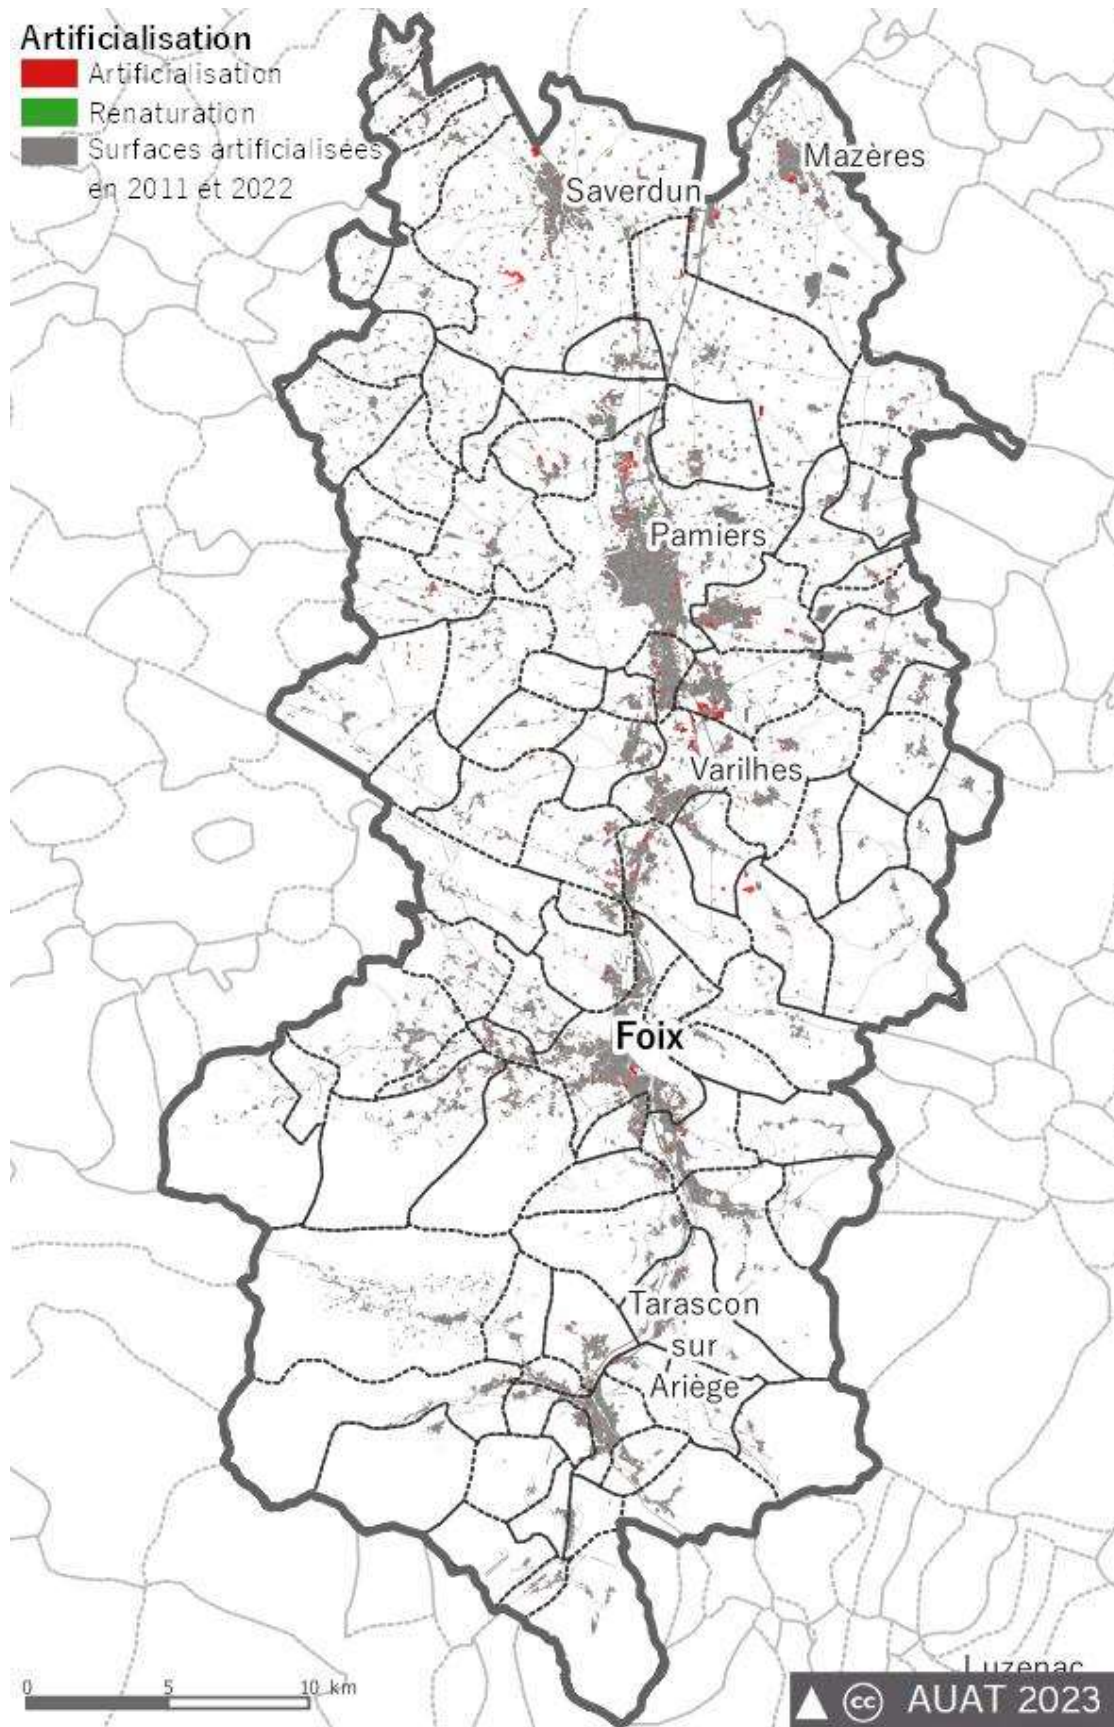 Artificialisation
Artificialisation
Renaturation
Surfaces artificialisées
en 2011 et 2022
Mazères
Saverdun
Pamiers
Varilhes
Foix
Tarascon
sur
Ariège
Luzenac
0 5 10 km
cc AUAT 2023